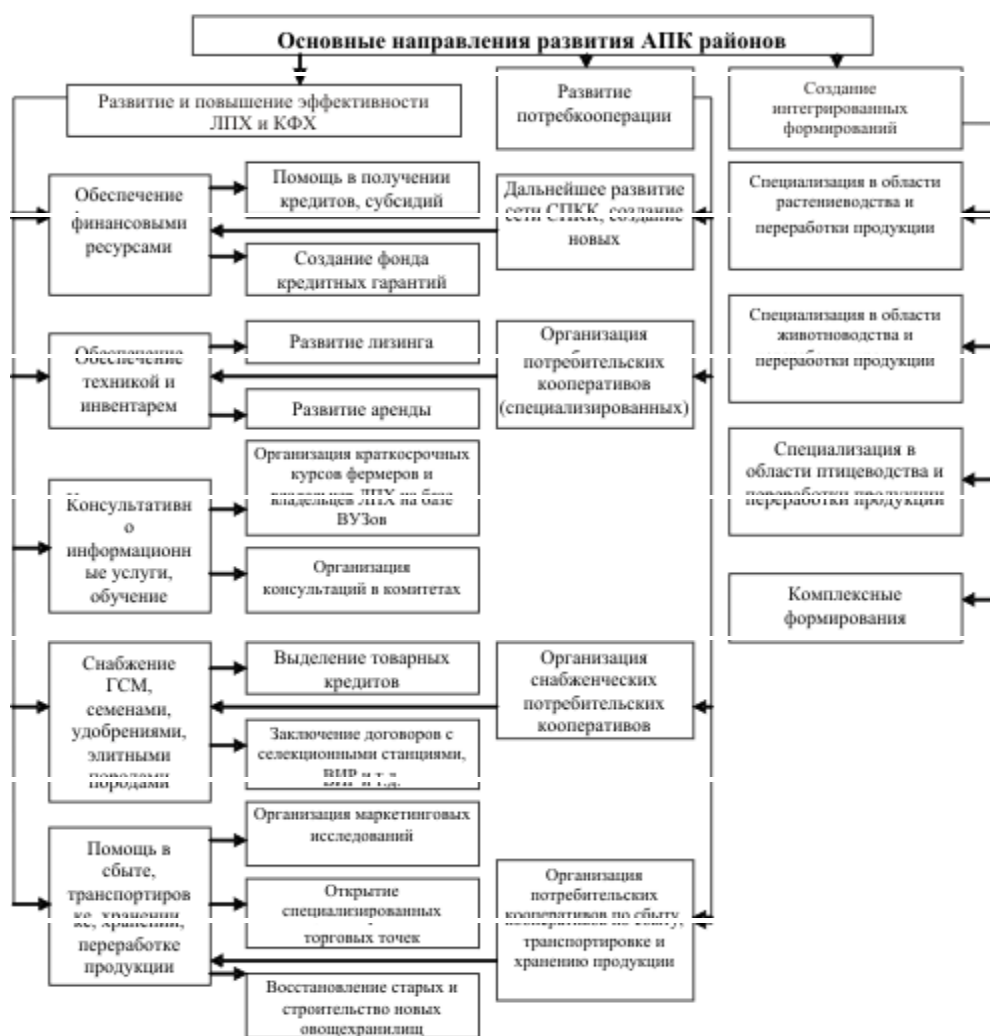 Основные направления развития АПК районов
Развитие и повышение эффективности
ЛПХ и КФХ
Развитие
потребкооперации
Создание
интегрированных
формирований
Обеспечение
финансовыми
ресурсами
Помощь в получении
кредитов, субсидий
Создание фонда
кредитных гарантий
Дальнейшее развитие
сети СПКК, создание
новых
Специализация в области
растениеводства и
переработки продукции
Обеспечение
техникой и
инвентарем
Развитие лизинга
Развитие аренды
Организация
потребительских
кооперативов
(специализированных)
Специализация в области
животноводства и
переработки продукции
Консультативн
о
информационн
ые услуги,
обучение
Организация краткосрочных
курсов фермеров и
владельцев ЛПХ на базе
ВУЗов
Организация
консультаций в комитетах
Специализация в
области птицеводства и
переработки продукции
Комплексные
формирования
Снабжение
ГСМ,
семенами,
удобрениями,
элитными
породами
Выделение товарных
кредитов
Заключение договоров с
селекционными станциями,
ВИР и т.д.
Организация
снабженческих
потребительских
кооперативов
Помощь в
сбыте,
транспортиров
ке, хранении,
переработке
продукции
Организация маркетинговых
исследований
Открытие
специализированных
торговых точек
Восстановление старых и
строительство новых
овощехранилищ
Организация
потребительских
кооперативов по сбыту,
транспортировке и
хранению продукции